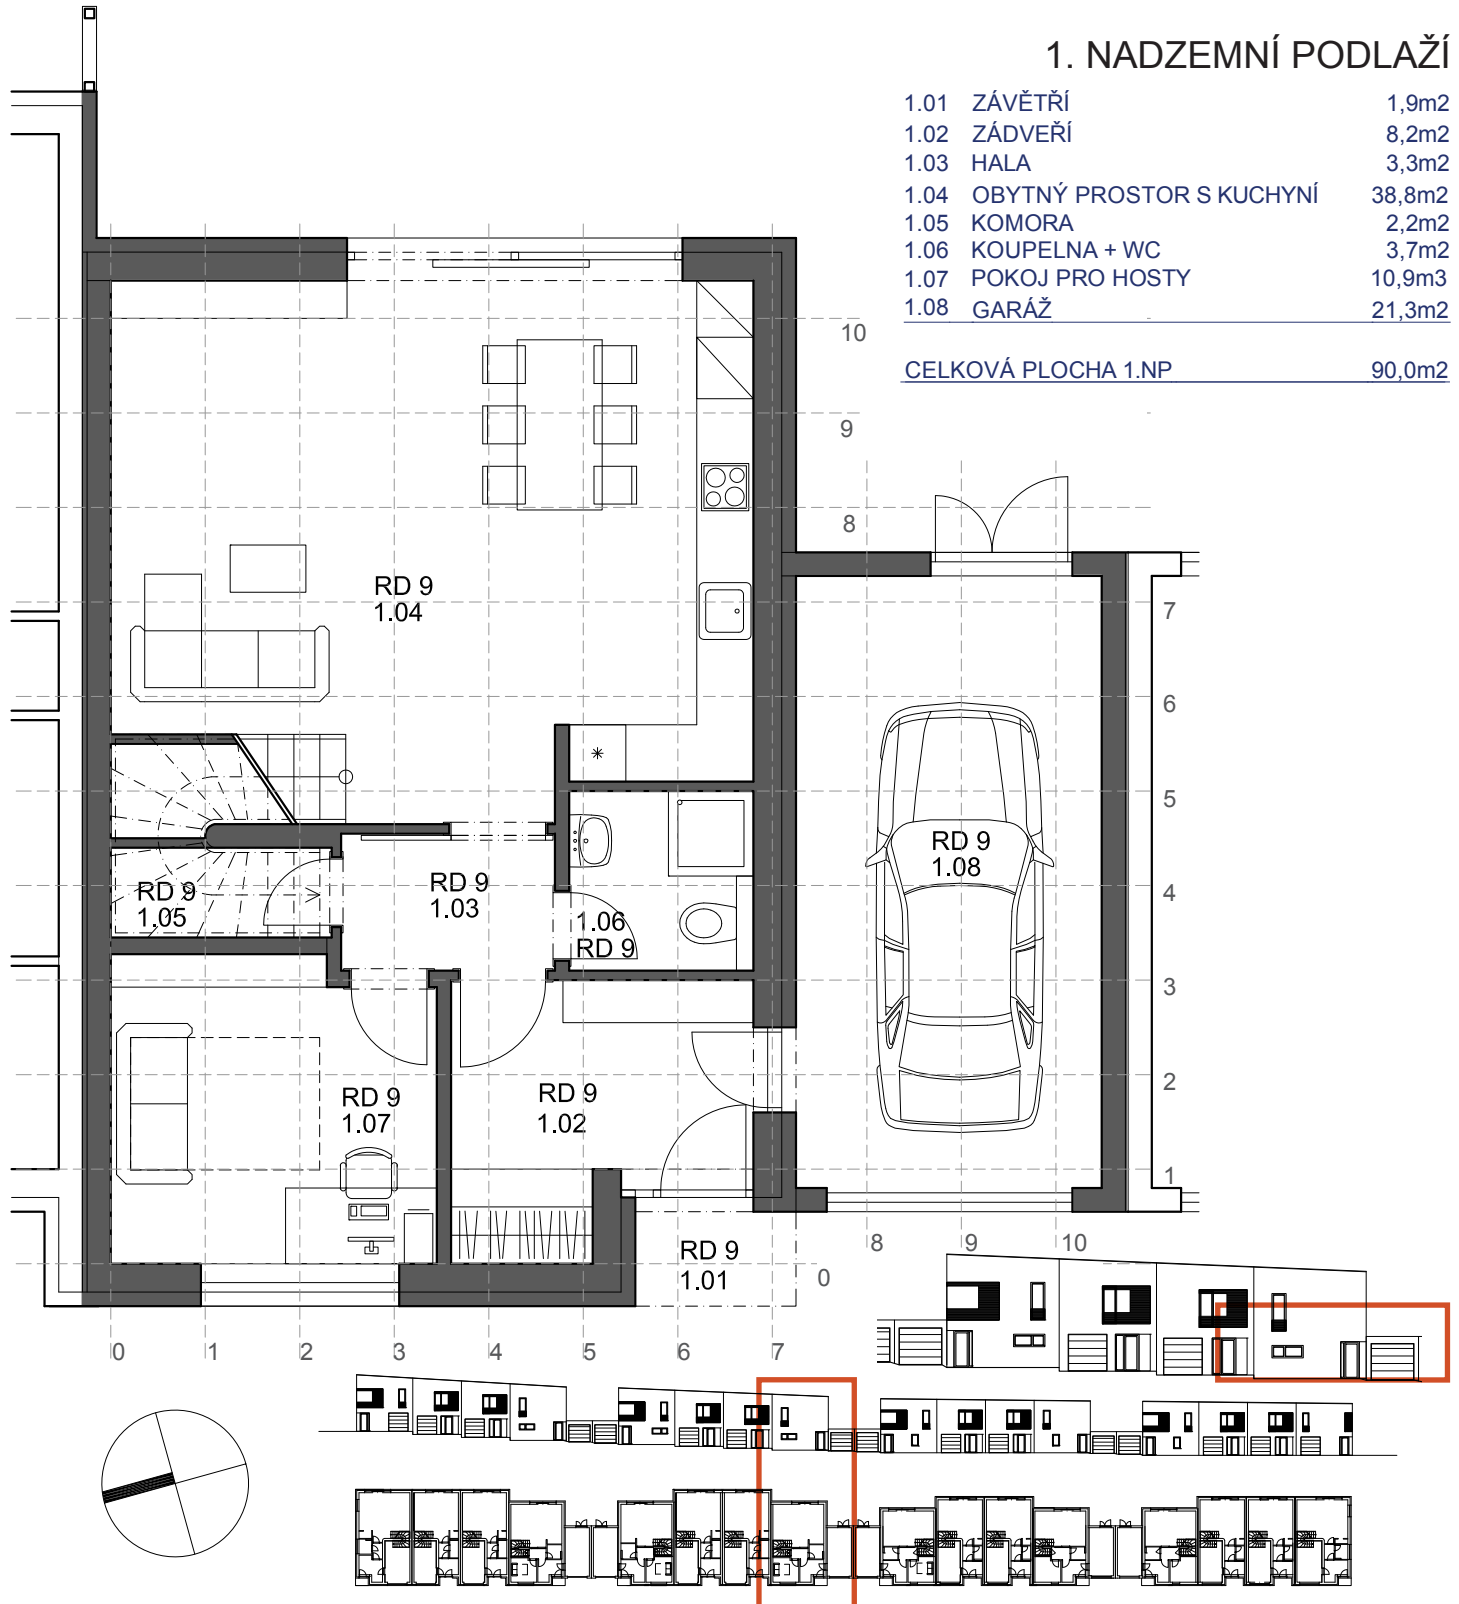 1. NADZEMNÍ PODLAŽÍ
1.01 ZÁVĚTŘÍ 1,9m2
1.02 ZÁDVEŘÍ 8,2m2
1.03 HALA 3,3m2
1.04 OBYTNÝ PROSTOR S KUCHYNÍ 38,8m2
1.05 KOMORA 2,2m2
1.06 KOUPELNA + WC 3,7m2
1.07 POKOJ PRO HOSTY 10,9m3
1.08 GARÁŽ 21,3m2
CELKOVÁ PLOCHA 1.NP 90,0m2
10
9
8
RD 9
1.04
7
6
5
RD 9
1.08
RD 9
1.05
RD 9
1.03
1.06
RD 9
4
3
2
RD 9
1.07
RD 9
1.02
1
RD 9
1.01
8 9 10
0
0 1 2 3 4 5 6 7